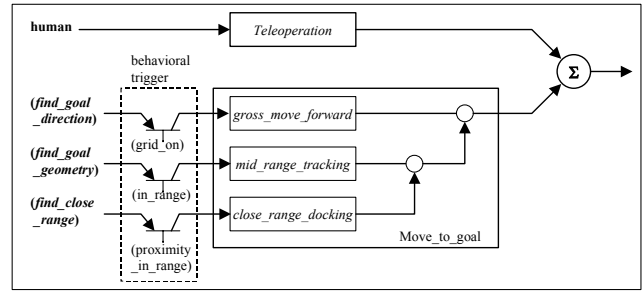 human
Teleoperation
behavioral
trigger
Σ
(find_goal
_direction)
gross_move_forward
(grid_on)
(find_goal
_geometry)
mid_range_tracking
(in_range)
(find_close
_range)
close_range_docking
(proximity
_in_range)
Move_to_goal